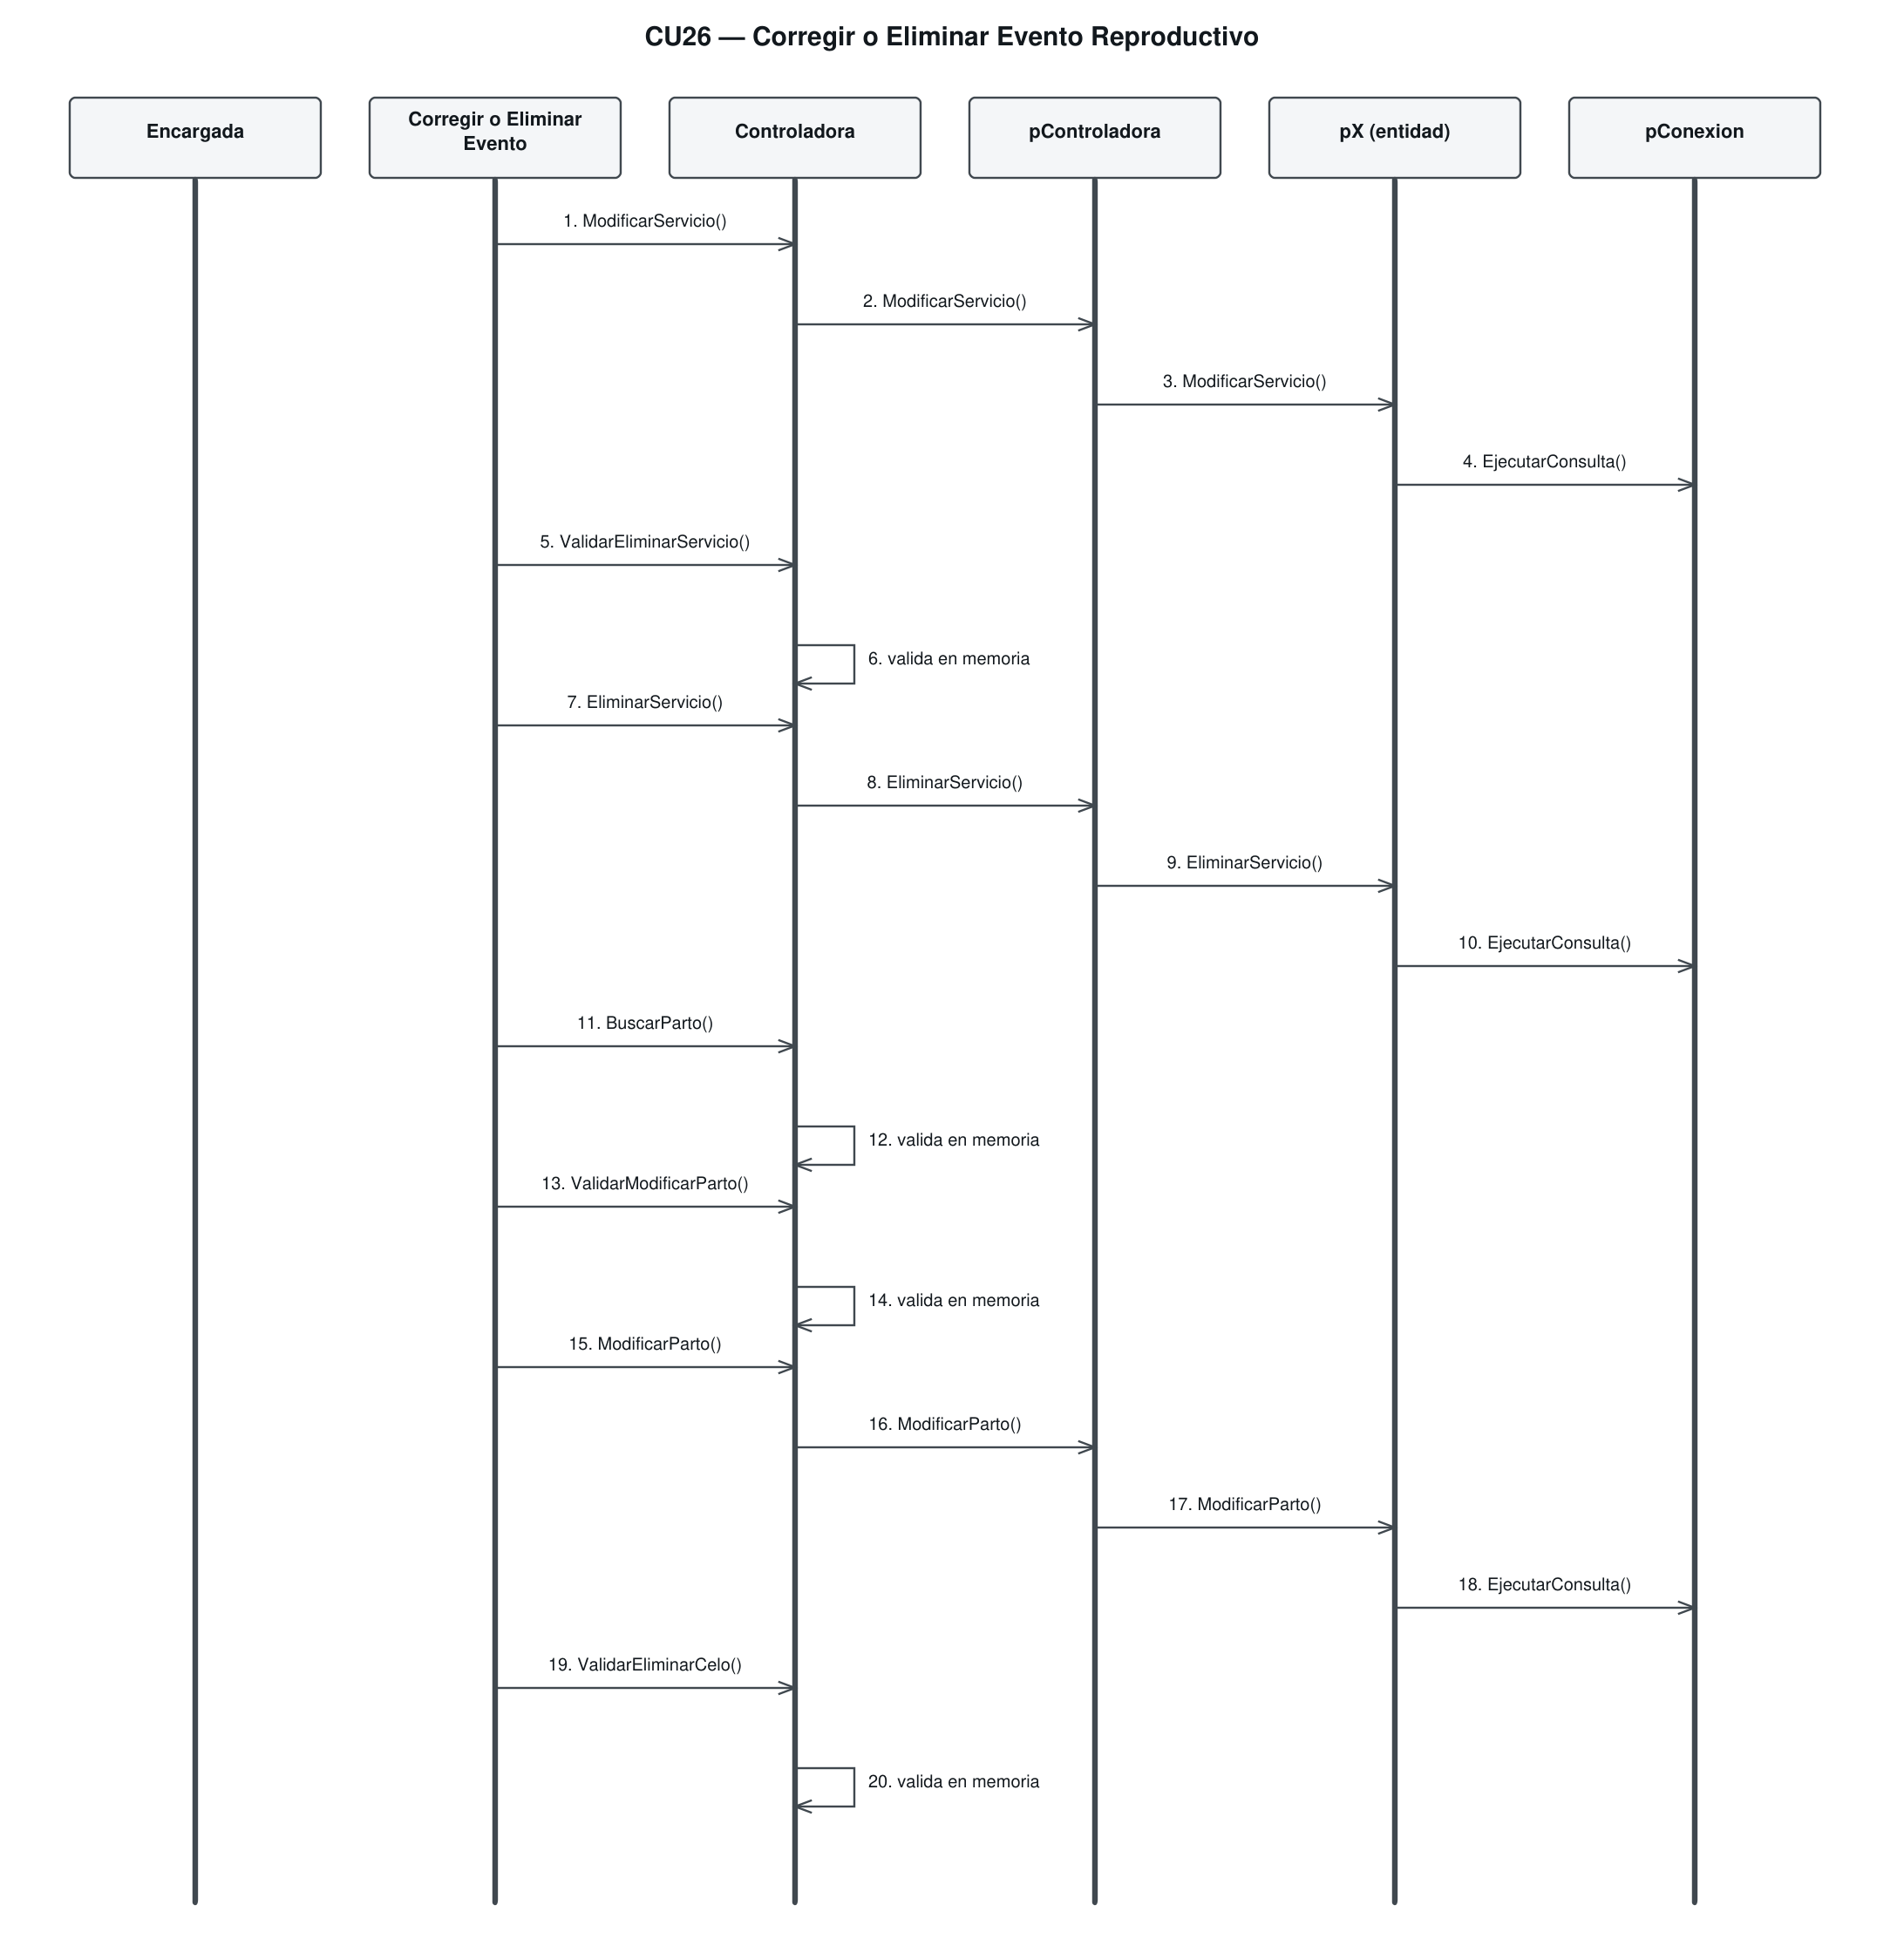 CU26 — Corregir o Eliminar Evento Reproductivo
Encargada
Corregir o Eliminar
Evento
Controladora
pControladora
pX (entidad)
pConexion
1. ModificarServicio()
2. ModificarServicio()
3. ModificarServicio()
4. EjecutarConsulta()
5. ValidarEliminarServicio()
6. valida en memoria
7. EliminarServicio()
8. EliminarServicio()
9. EliminarServicio()
10. EjecutarConsulta()
11. BuscarParto()
12. valida en memoria
13. ValidarModificarParto()
14. valida en memoria
15. ModificarParto()
16. ModificarParto()
17. ModificarParto()
18. EjecutarConsulta()
19. ValidarEliminarCelo()
20. valida en memoria